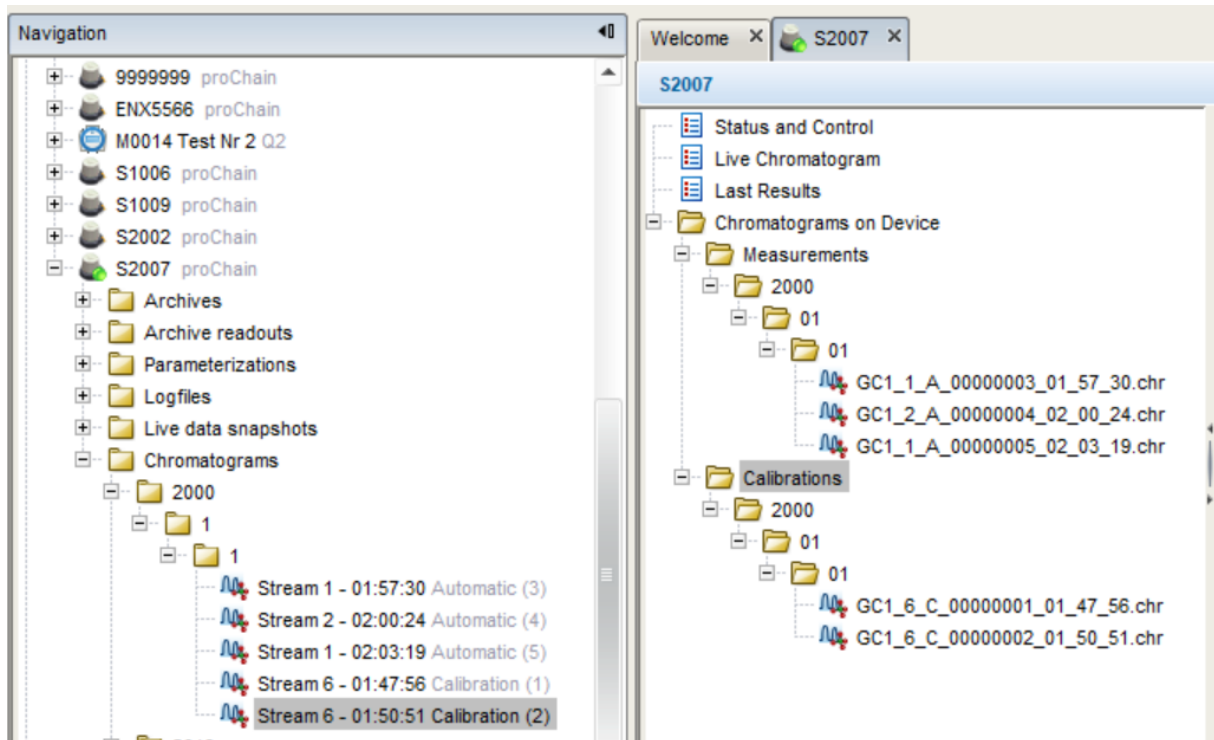 Navigation
9999999 proChain
ENX5566 proChain
M0014 Test Nr 2 Q2
S1006 proChain
S1009 proChain
S2002 proChain
S2007 proChain
Archives
Archive readouts
Parameterizations
Logfiles
Live data snapshots
Chromatograms
2000
1
1
Stream 1 - 01:57:30 Automatic (3)
Stream 2 - 02:00:24 Automatic (4)
Stream 1 - 02:03:19 Automatic (5)
Stream 6 - 01:47:56 Calibration (1)
Stream 6 - 01:50:51 Calibration (2)
Welcome
S2007
S2007
Status and Control
Live Chromatogram
Last Results
Chromatograms on Device
Measurements
2000
01
01
GC1_1_A_00000003_01_57_30.chr
GC1_2_A_00000004_02_00_24.chr
GC1_1_A_00000005_02_03_19.chr
Calibrations
2000
01
01
GC1_6_C_00000001_01_47_56.chr
GC1_6_C_00000002_01_50_51.chr